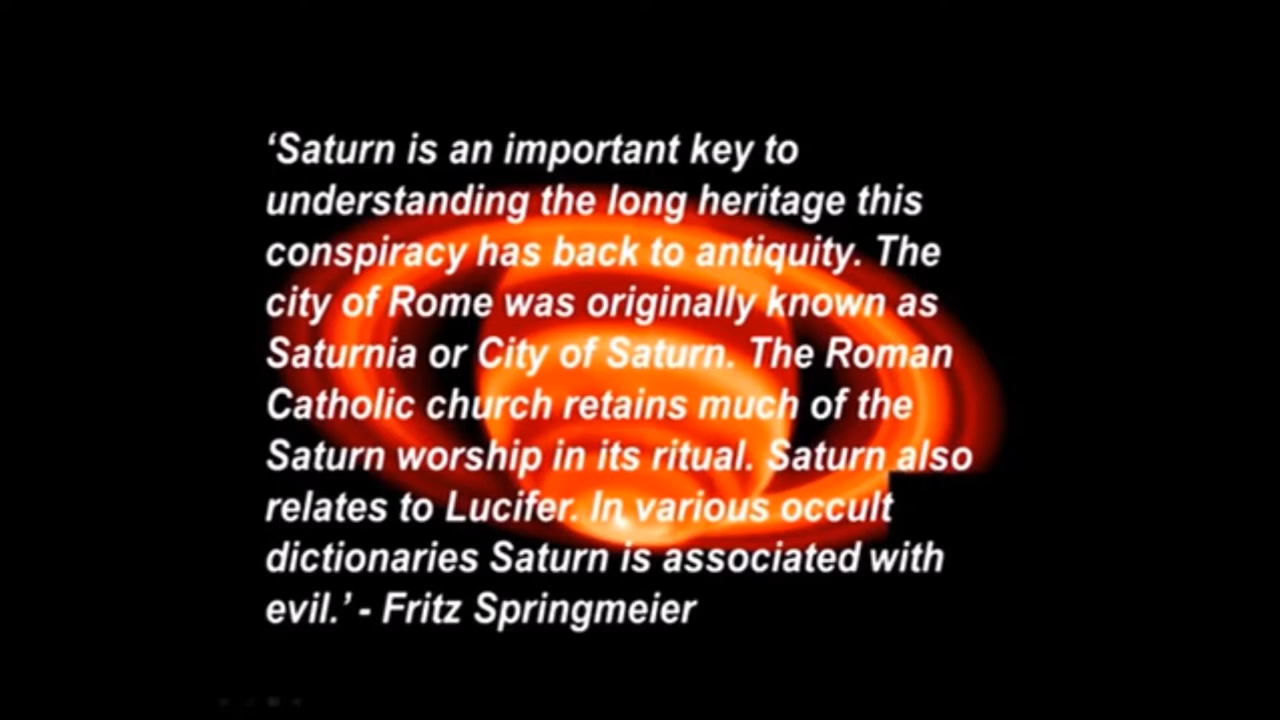 ‘Saturn is an important key to
understanding the long heritage this
conspiracy has back to antiquity. The
city of Rome was originally known as
Saturnia or City of Saturn. The Roman
Catholic church retains much of the
Saturn worship in its ritual. Saturn also
relates to Lucifer. In various occult
dictionaries Saturn is associated with
evil.’ - Fritz Springmeier